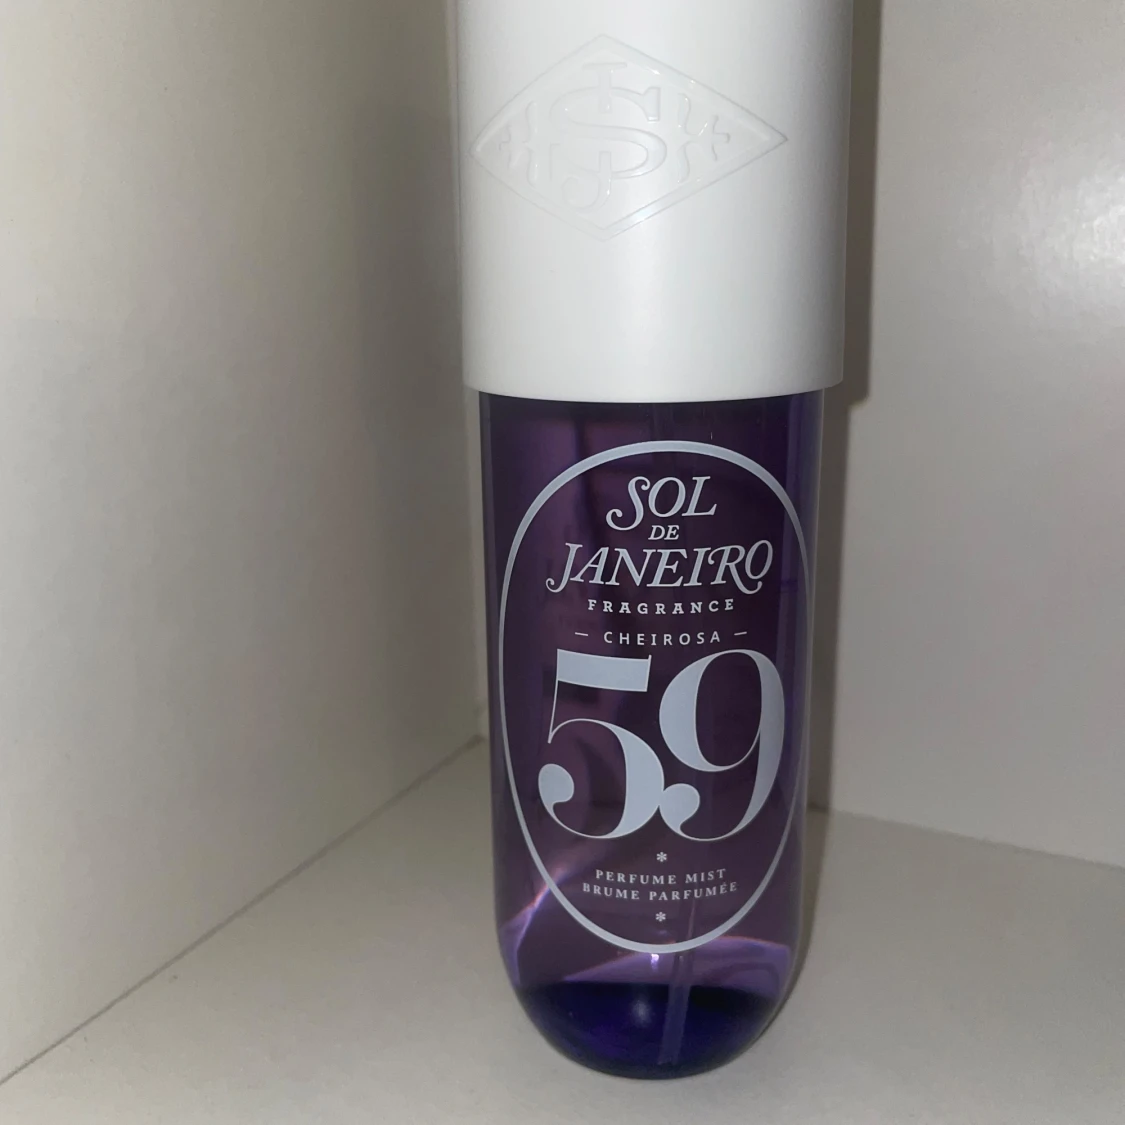 SOL
DE
JANEIRO
FRAGRANCE
— CHEIROSA —
59
*
PERFUME MIST
BRUME PARFUMÉE
*